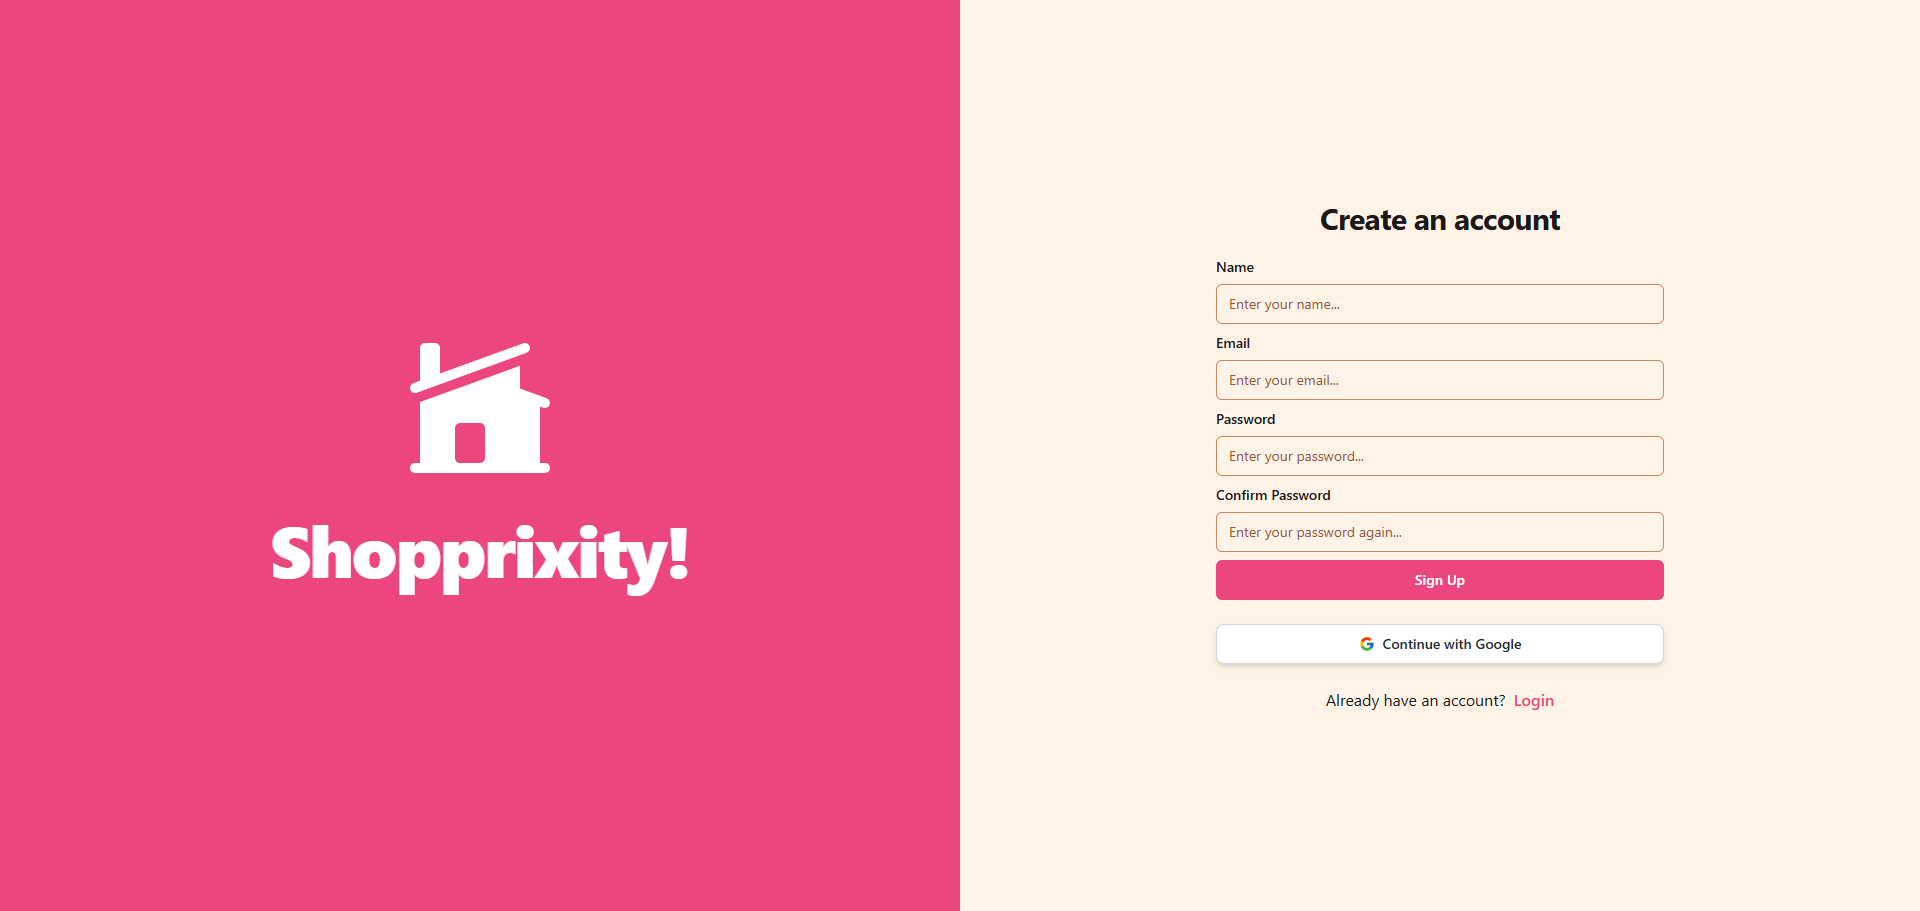 Shopprixity!
Create an account
Name
Enter your name...
Email
Enter your email...
Password
Enter your password...
Confirm Password
Enter your password again...
Sign Up
Continue with Google
Already have an account? Login